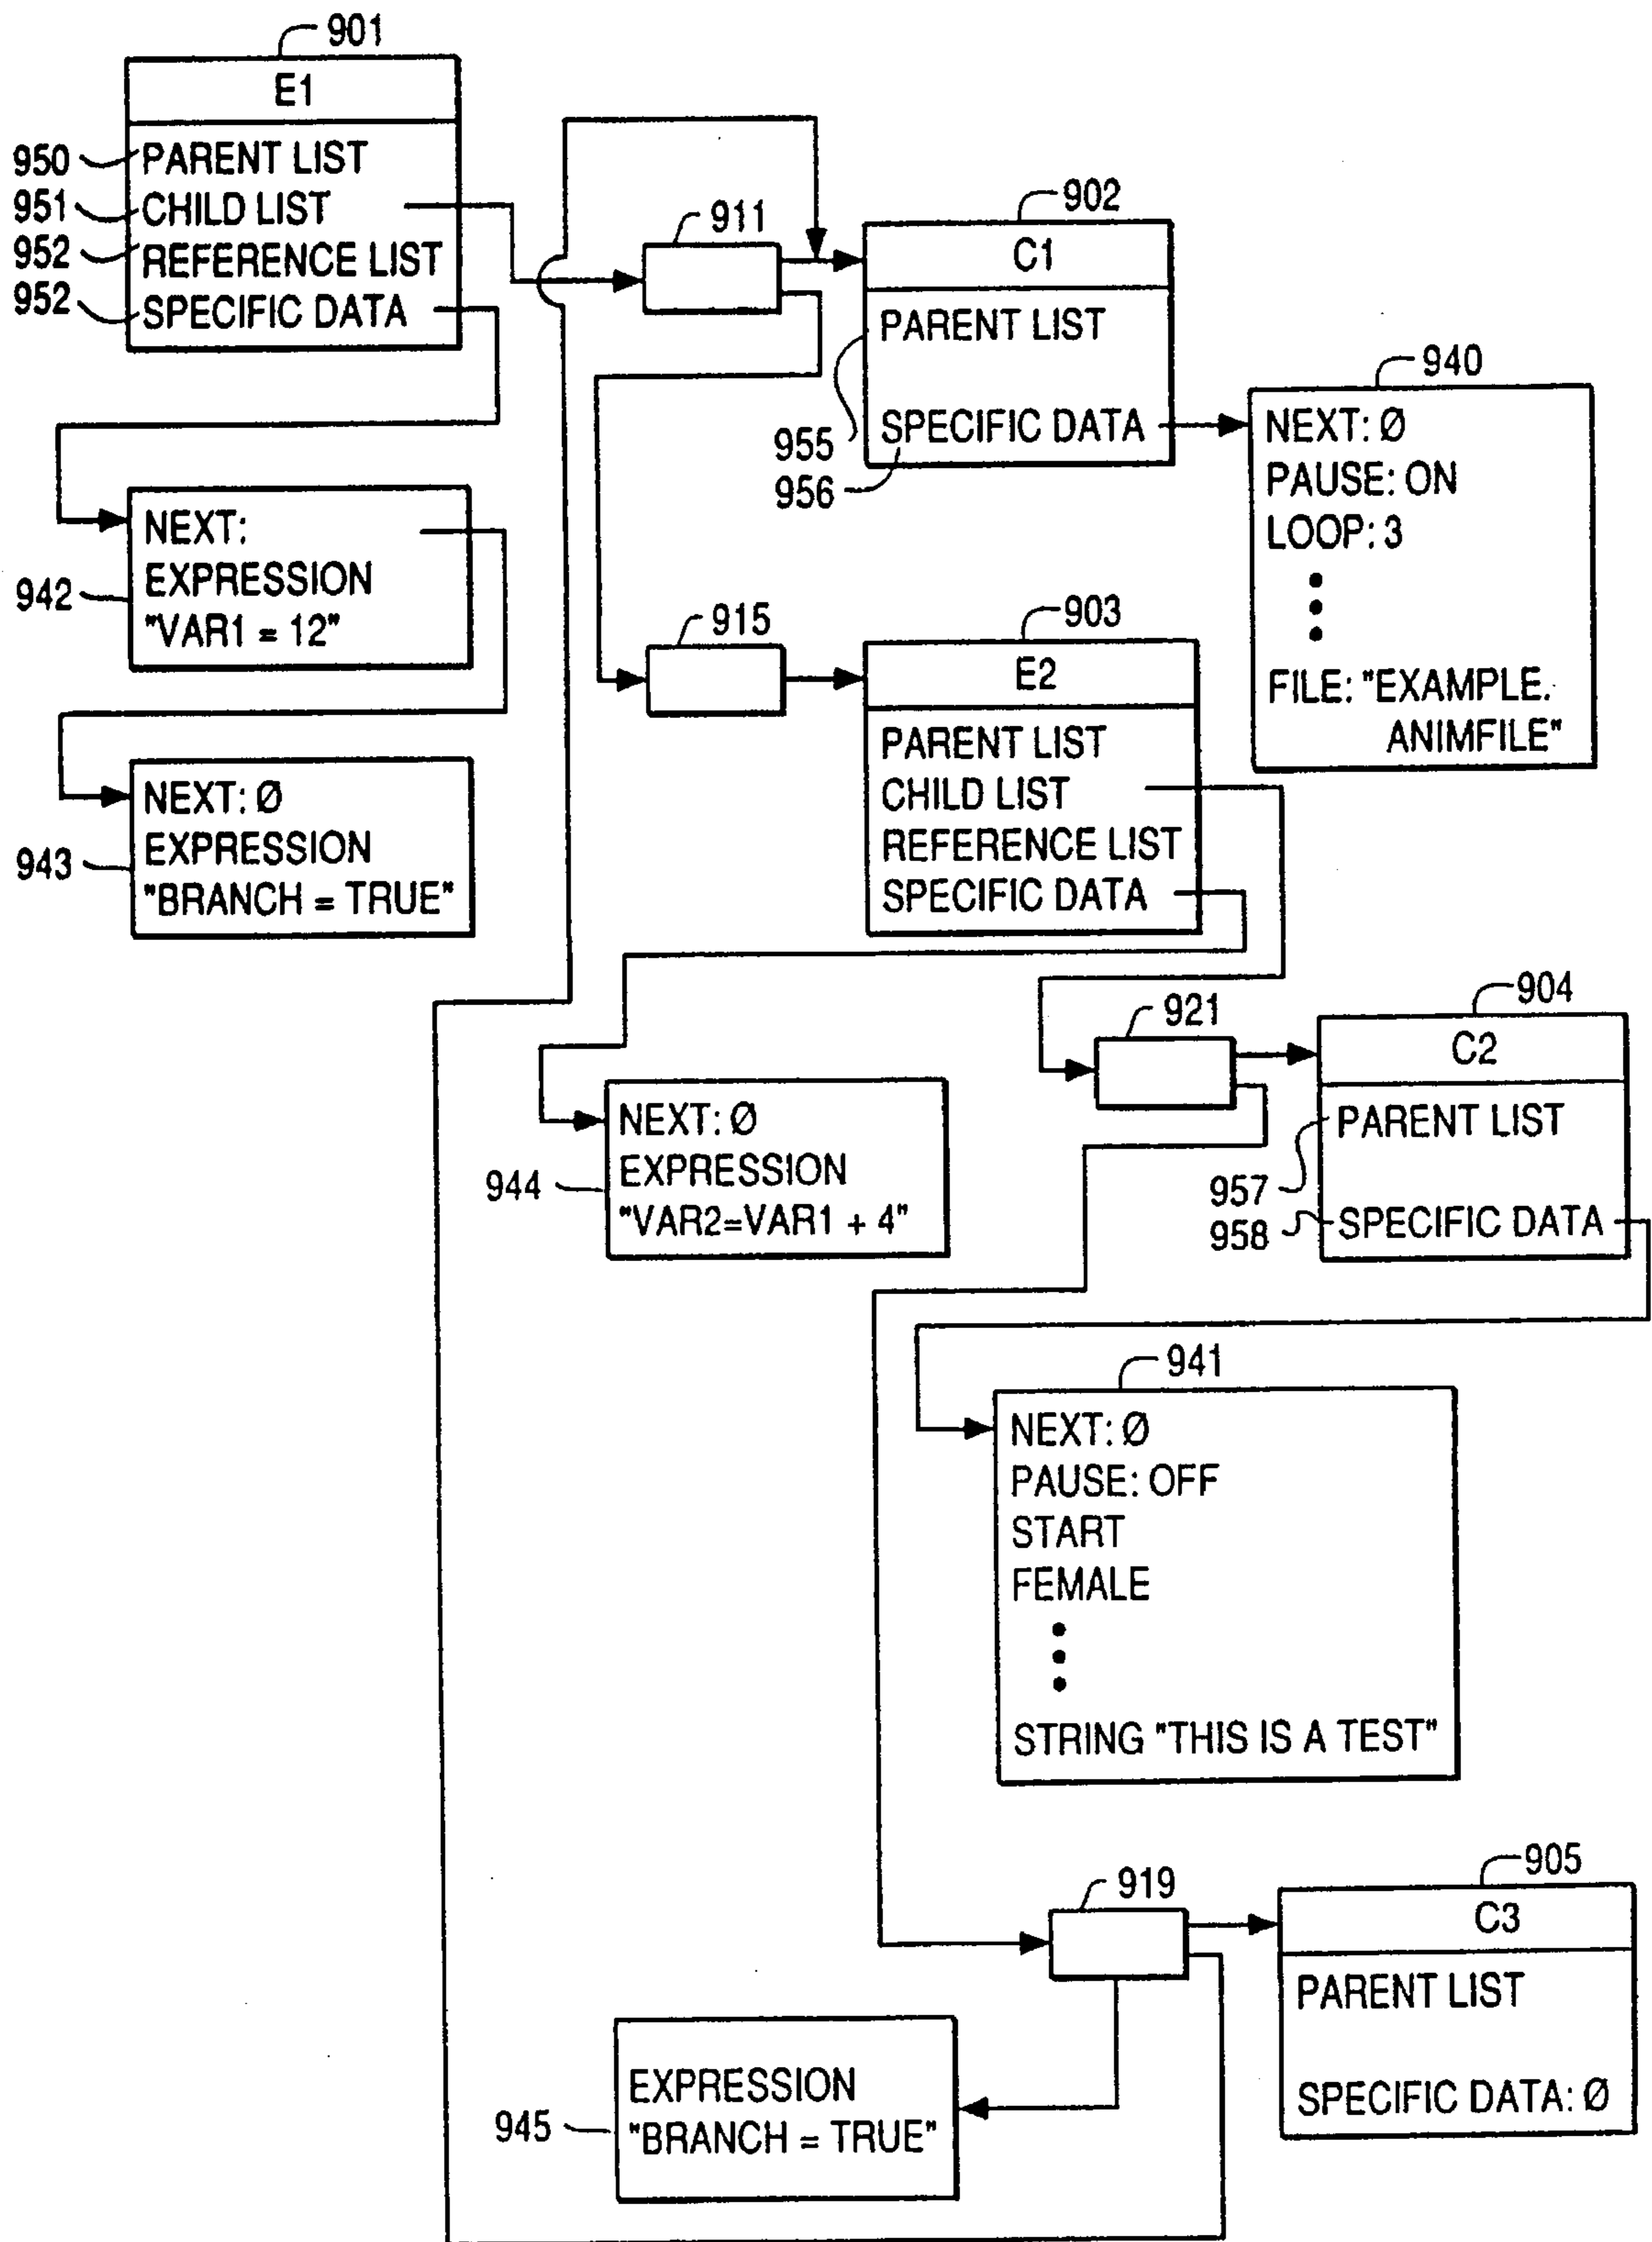 901
E1
950
PARENT LIST
951
CHILD LIST
952
REFERENCE LIST
952
SPECIFIC DATA
911
902
C1
PARENT LIST
955
SPECIFIC DATA
956
940
NEXT: Ø
PAUSE: ON
LOOP: 3
FILE: "EXAMPLE.
ANIMFILE"
942
NEXT:
EXPRESSION
"VAR1 = 12"
943
NEXT: Ø
EXPRESSION
"BRANCH = TRUE"
915
903
E2
PARENT LIST
CHILD LIST
REFERENCE LIST
SPECIFIC DATA
944
NEXT: Ø
EXPRESSION
"VAR2=VAR1 + 4"
921
904
C2
PARENT LIST
957
958
SPECIFIC DATA
941
NEXT: Ø
PAUSE: OFF
START
FEMALE
STRING "THIS IS A TEST"
919
905
C3
PARENT LIST
SPECIFIC DATA: Ø
945
EXPRESSION
"BRANCH = TRUE"